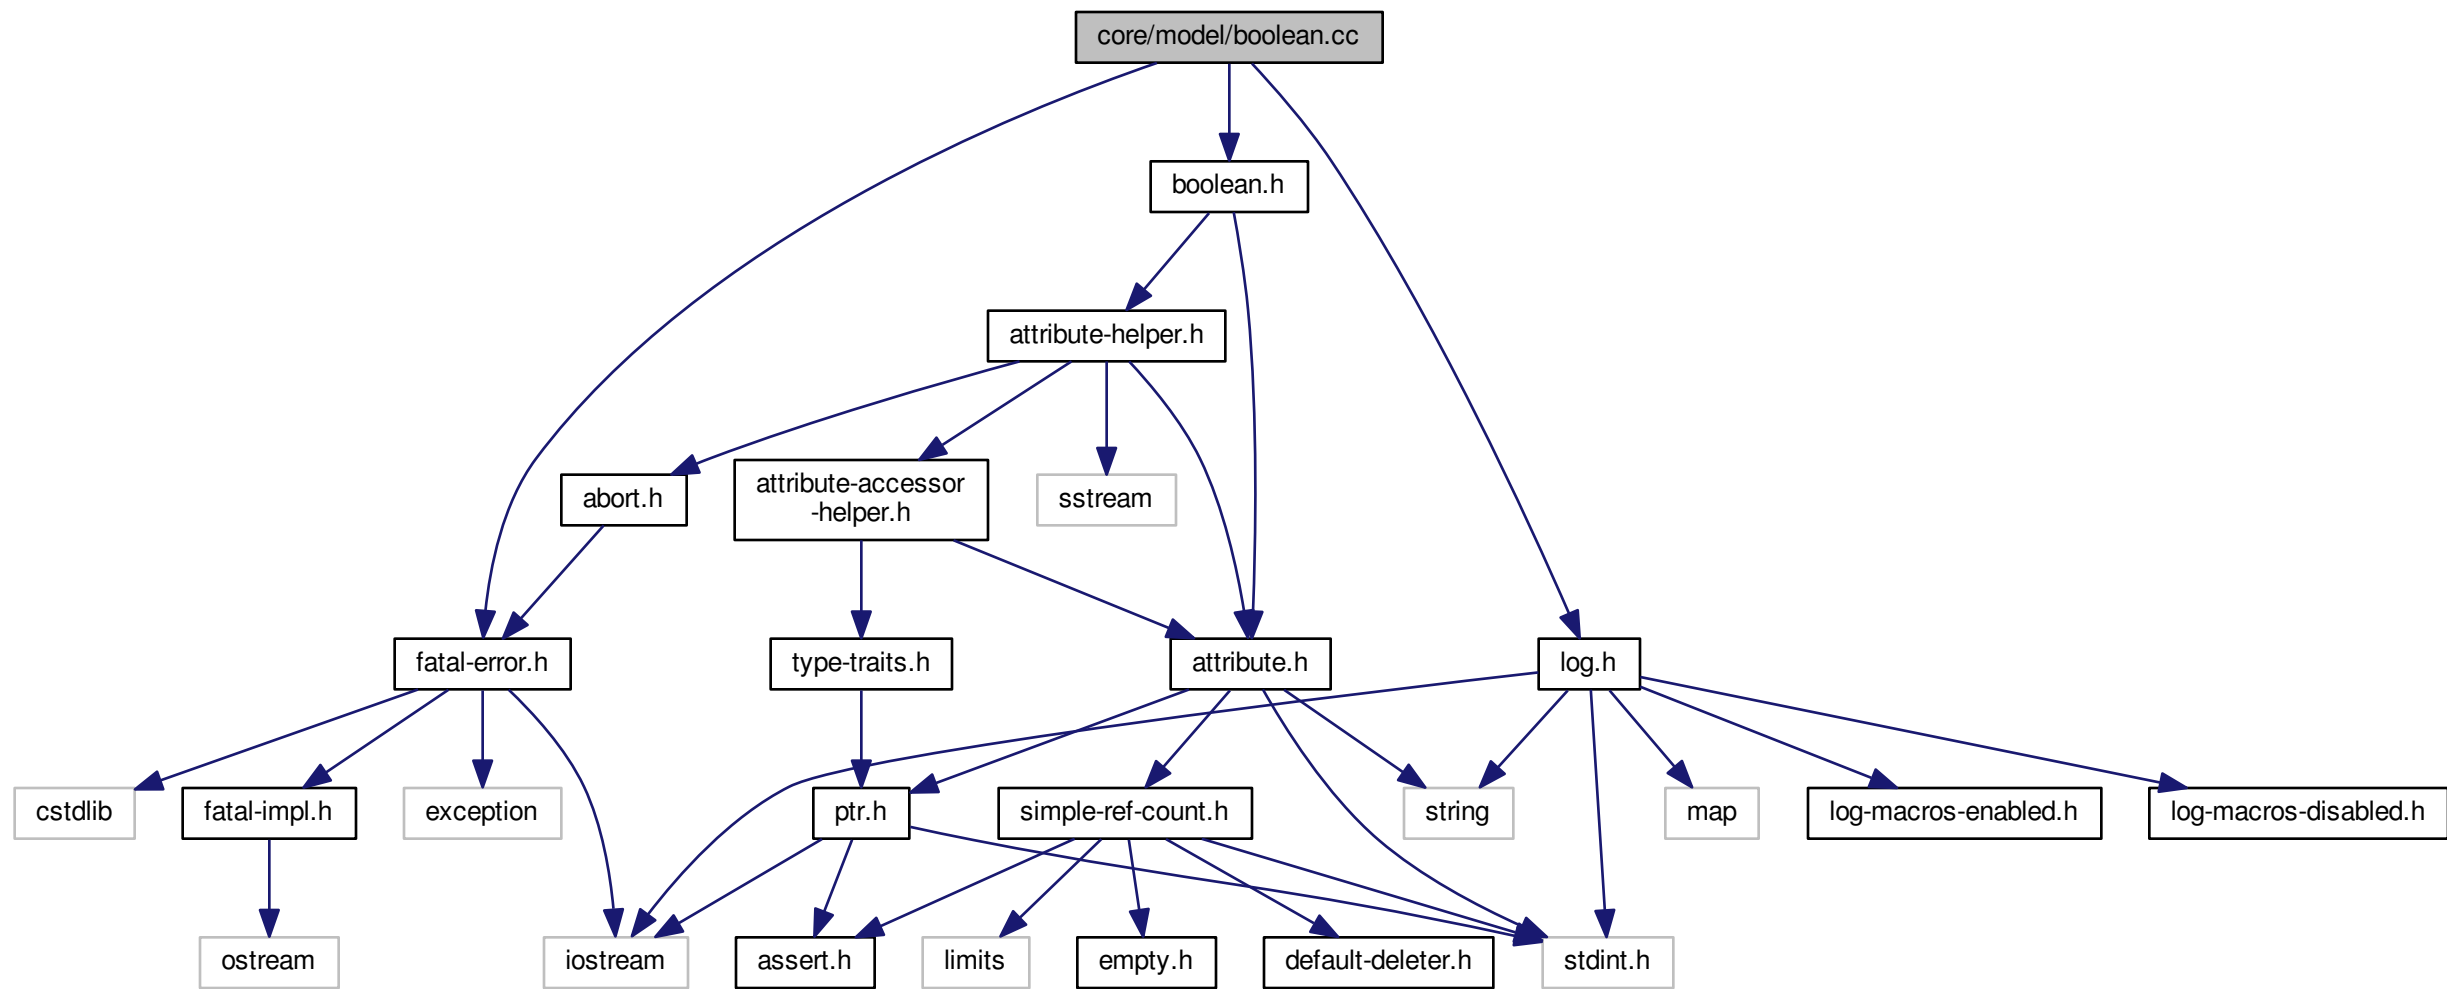 core/model/boolean.cc
boolean.h
attribute-helper.h
abort.h
attribute-accessor
-helper.h
sstream
fatal-error.h
type-traits.h
attribute.h
log.h
cstdlib
fatal-impl.h
exception
ptr.h
simple-ref-count.h
string
map
log-macros-enabled.h
log-macros-disabled.h
ostream
iostream
assert.h
limits
empty.h
default-deleter.h
stdint.h